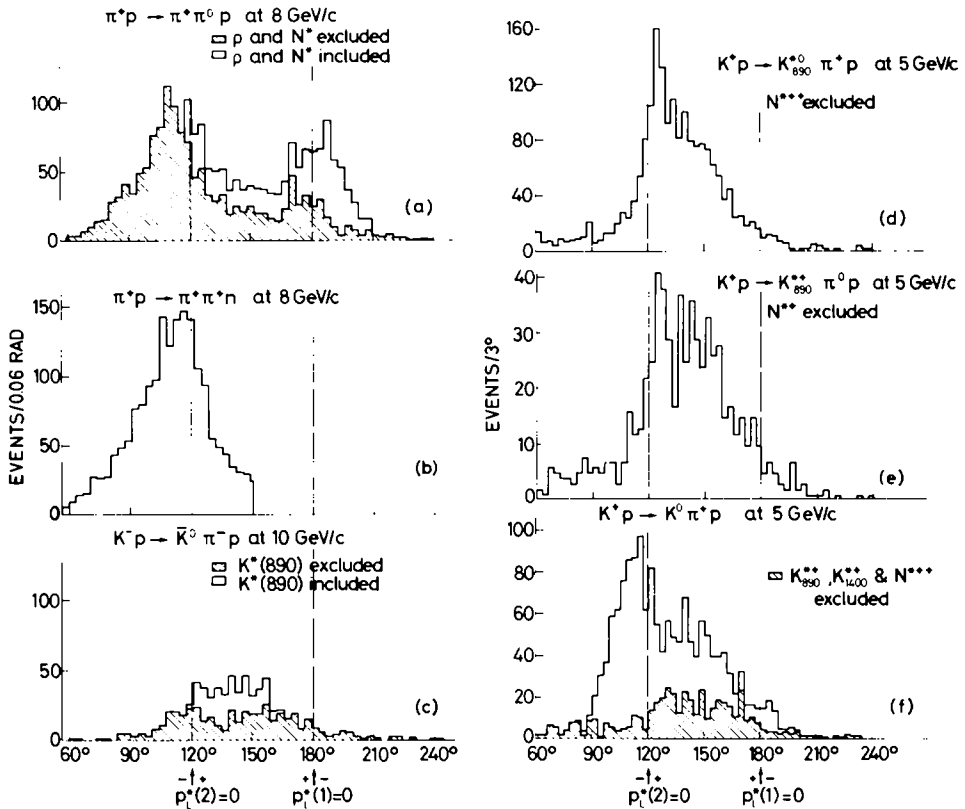 π⁺p → π⁺π⁰ p at 8 GeV/c
ρ and N* excluded
ρ and N* included
100
50
0
(a)
π⁺p → π⁺π⁺n at 8 GeV/c
150
100
50
0
EVENTS/0.06 RAD
(b)
K⁻p → K̄⁰ π⁻p at 10 GeV/c
K*(890) excluded
K*(890) included
100
50
0
(c)
60° 90° 120° 150° 180° 210° 240°
-↑+ +↑-
p*L(2)=0 p*L(1)=0
160
120
80
40
0
K⁺p → K*⁰890 π⁺p at 5 GeV/c
N*⁺⁺ excluded
(d)
40
30
20
10
0
EVENTS/3°
K⁺p → K*⁺890 π⁰p at 5 GeV/c
N*⁺ excluded
(e)
K⁺p → K⁰ π⁺p at 5 GeV/c
100
80
60
40
20
0
K*⁺890, K*⁺1400 & N*⁺⁺
excluded
(f)
60° 90° 120° 150° 180° 210° 240°
-↑+ +↑-
p*L(2)=0 p*L(1)=0